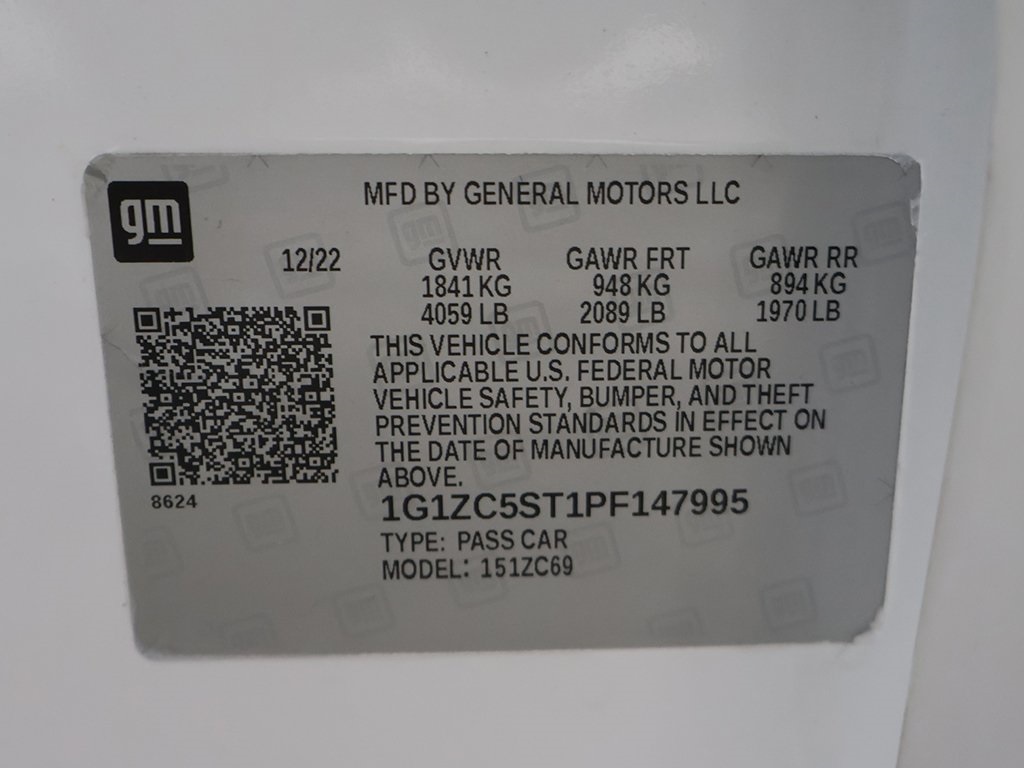 gm
MFD BY GENERAL MOTORS LLC
12/22 GVWR GAWR FRT GAWR RR
1841 KG 948 KG 894 KG
4059 LB 2089 LB 1970 LB
THIS VEHICLE CONFORMS TO ALL
APPLICABLE U.S. FEDERAL MOTOR
VEHICLE SAFETY, BUMPER, AND THEFT
PREVENTION STANDARDS IN EFFECT ON
THE DATE OF MANUFACTURE SHOWN
ABOVE.
8624
1G1ZC5ST1PF147995
TYPE: PASS CAR
MODEL: 151ZC69